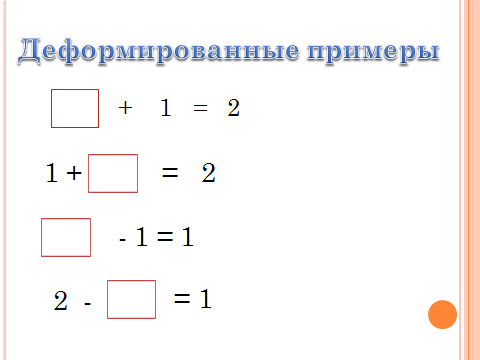 Деформированные примеры
+ 1 = 2
1 + = 2
- 1 = 1
2 - = 1